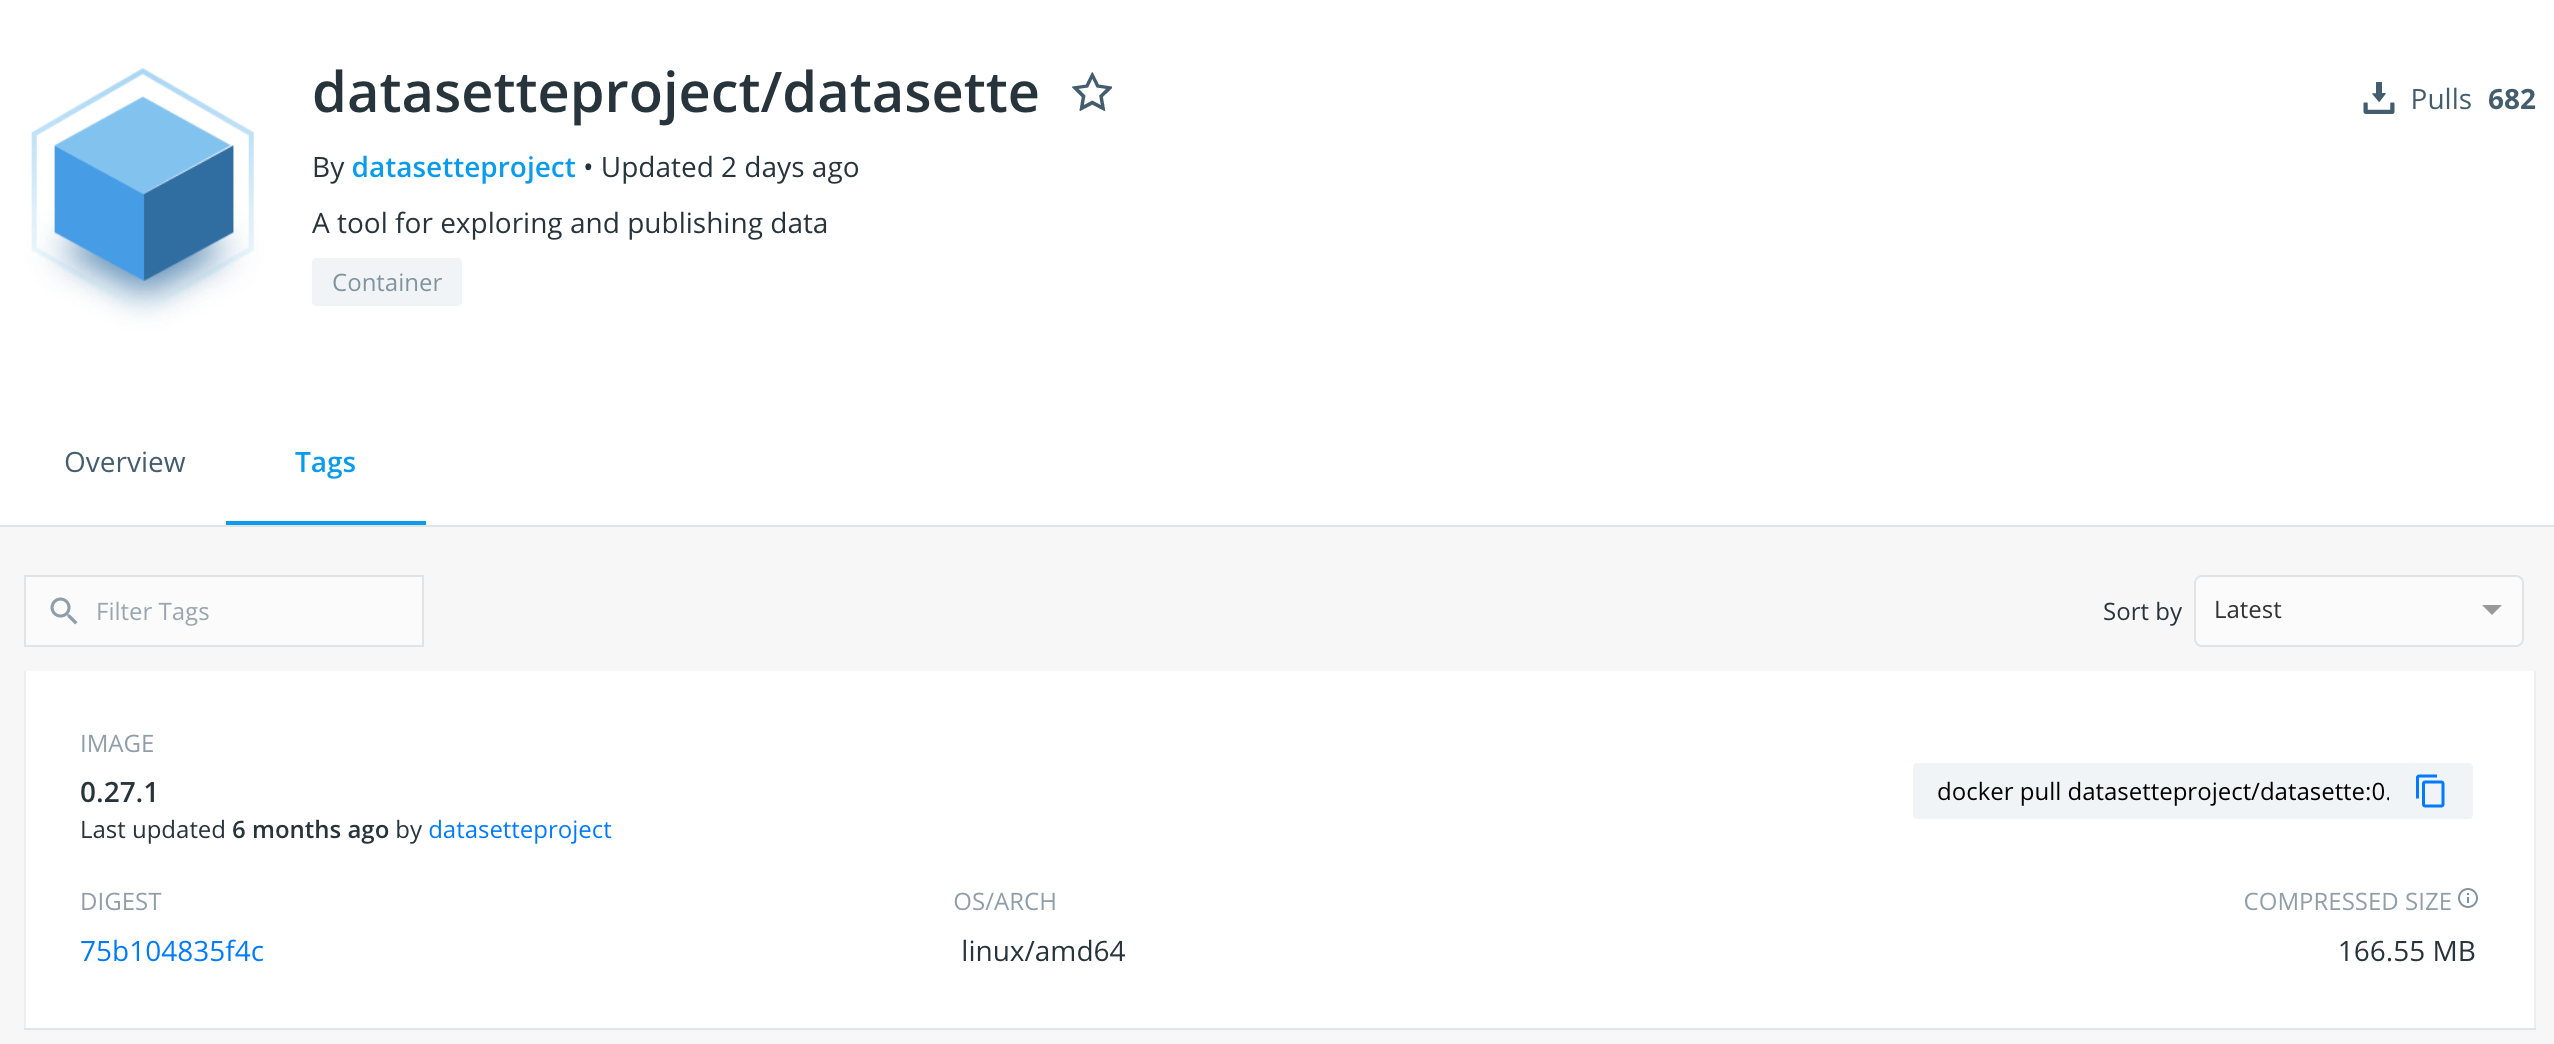 datasetteproject/datasette
Pulls 682
By datasetteproject • Updated 2 days ago
A tool for exploring and publishing data
Container
Overview
Tags
Filter Tags
Sort by
Latest
IMAGE
0.27.1
docker pull datasetteproject/datasette:0.
Last updated 6 months ago by datasetteproject
DIGEST
OS/ARCH
COMPRESSED SIZE
75b104835f4c
linux/amd64
166.55 MB